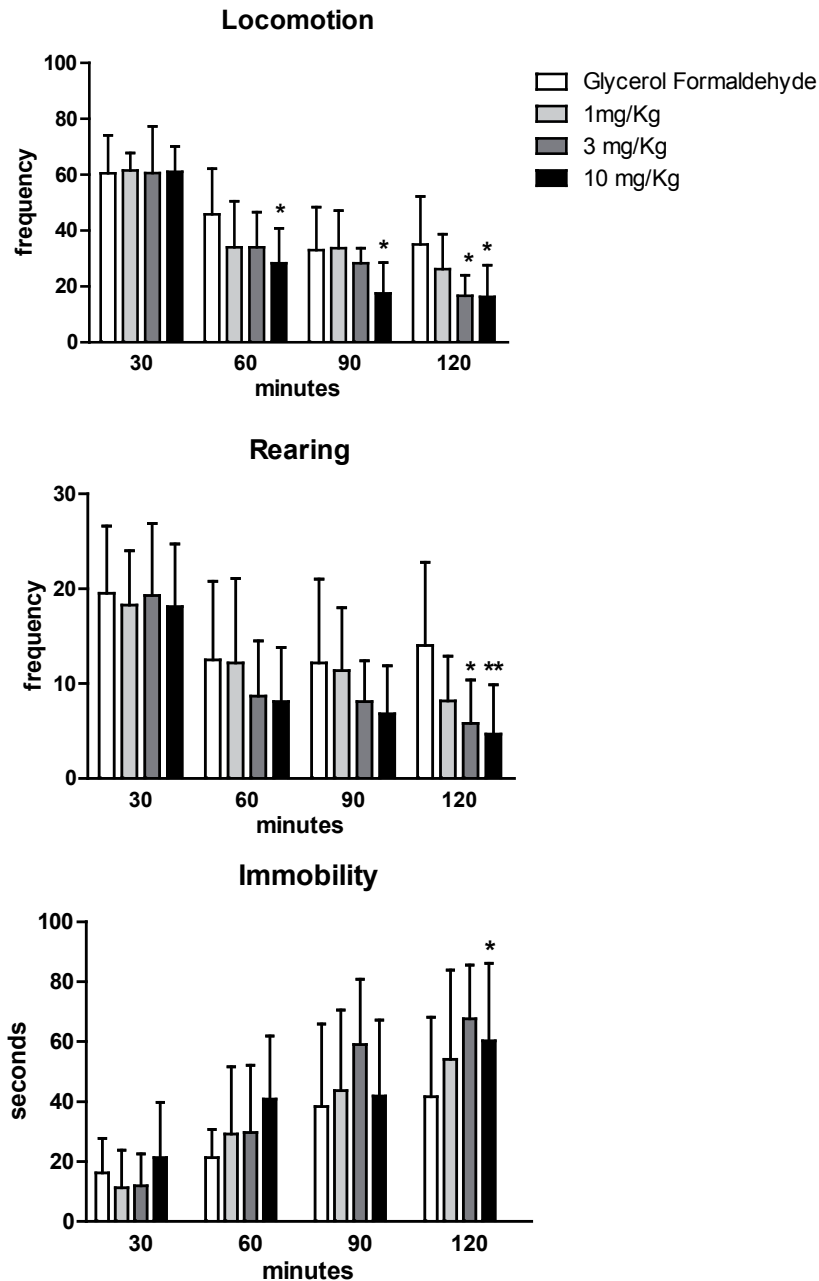 Locomotion
100
80
60
40
20
0
frequency
* * * *
30 60 90 120
minutes
Glycerol Formaldehyde
1mg/Kg
3 mg/Kg
10 mg/Kg
Rearing
30
20
10
0
frequency
* **
30 60 90 120
minutes
Immobility
100
80
60
40
20
0
seconds
*
30 60 90 120
minutes